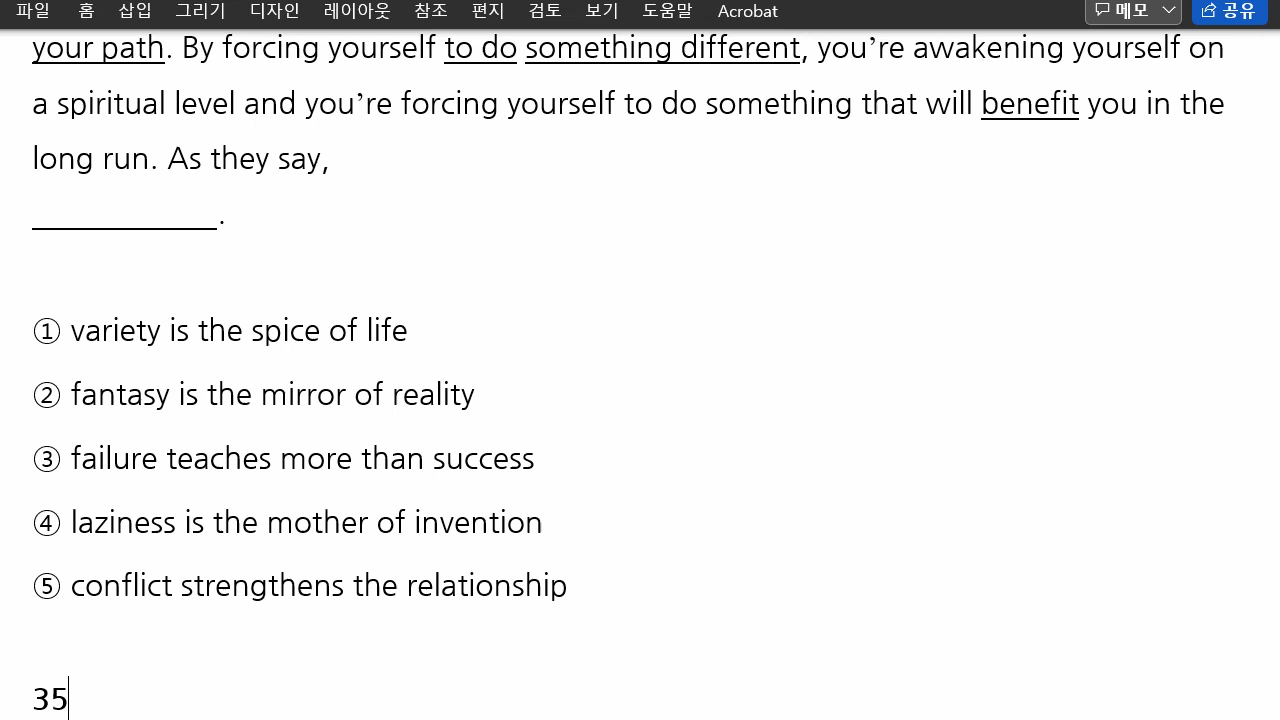 파일 홈 삽입 그리기 디자인 레이아웃 참조 편지 검토 보기 도움말 Acrobat 메모 공유
your path. By forcing yourself to do something different, you’re awakening yourself on
a spiritual level and you’re forcing yourself to do something that will benefit you in the
long run. As they say,
____________.
① variety is the spice of life
② fantasy is the mirror of reality
③ failure teaches more than success
④ laziness is the mother of invention
⑤ conflict strengthens the relationship
35